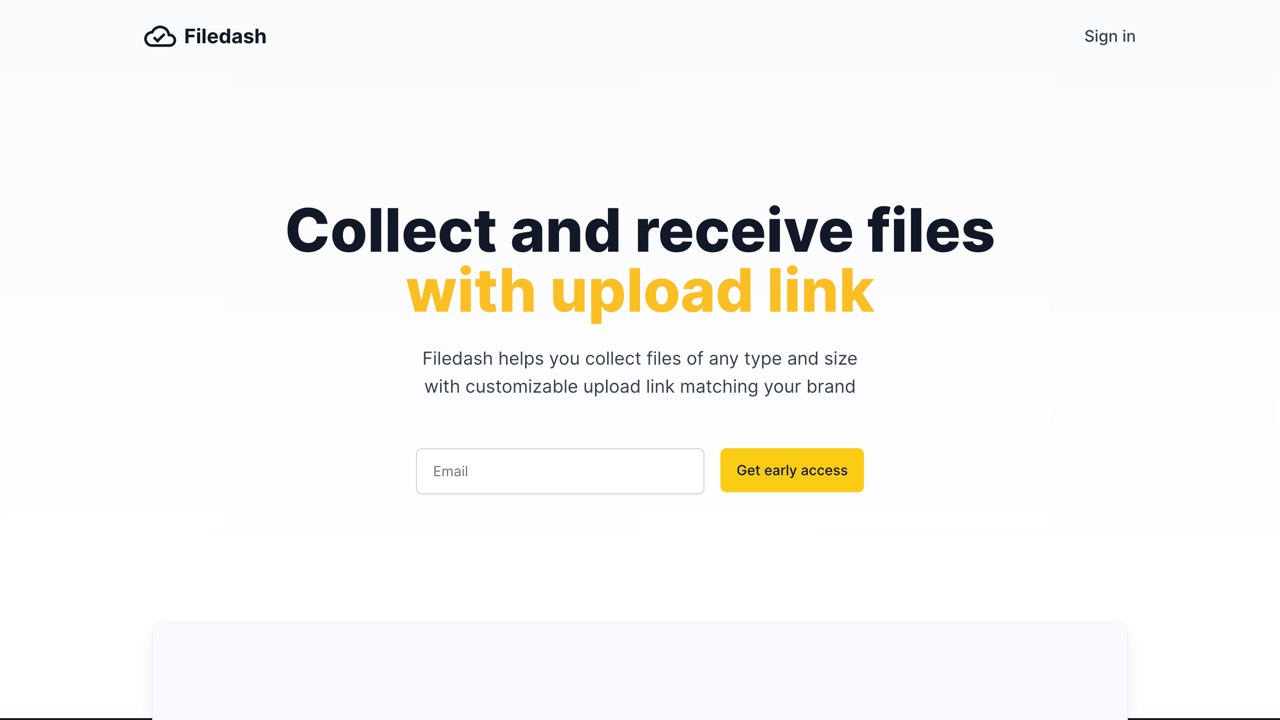 Filedash
Sign in
Collect and receive files
with upload link
Filedash helps you collect files of any type and size
with customizable upload link matching your brand
Email
Get early access